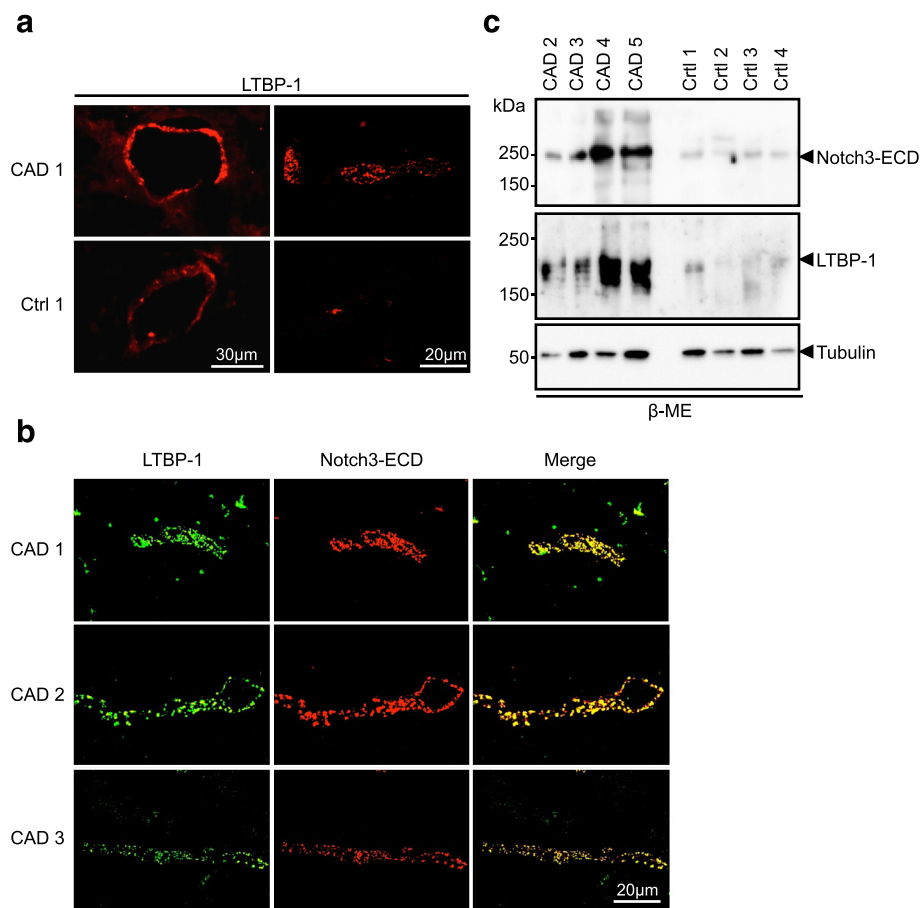 a
LTBP-1
CAD 1
Ctrl 1
30µm
20µm
b
LTBP-1 Notch3-ECD Merge
CAD 1
CAD 2
CAD 3
20µm
c
CAD 2 CAD 3 CAD 4 CAD 5 Crtl 1 Crtl 2 Crtl 3 Crtl 4
kDa
250
Notch3-ECD
150
250
LTBP-1
150
50
Tubulin
β-ME